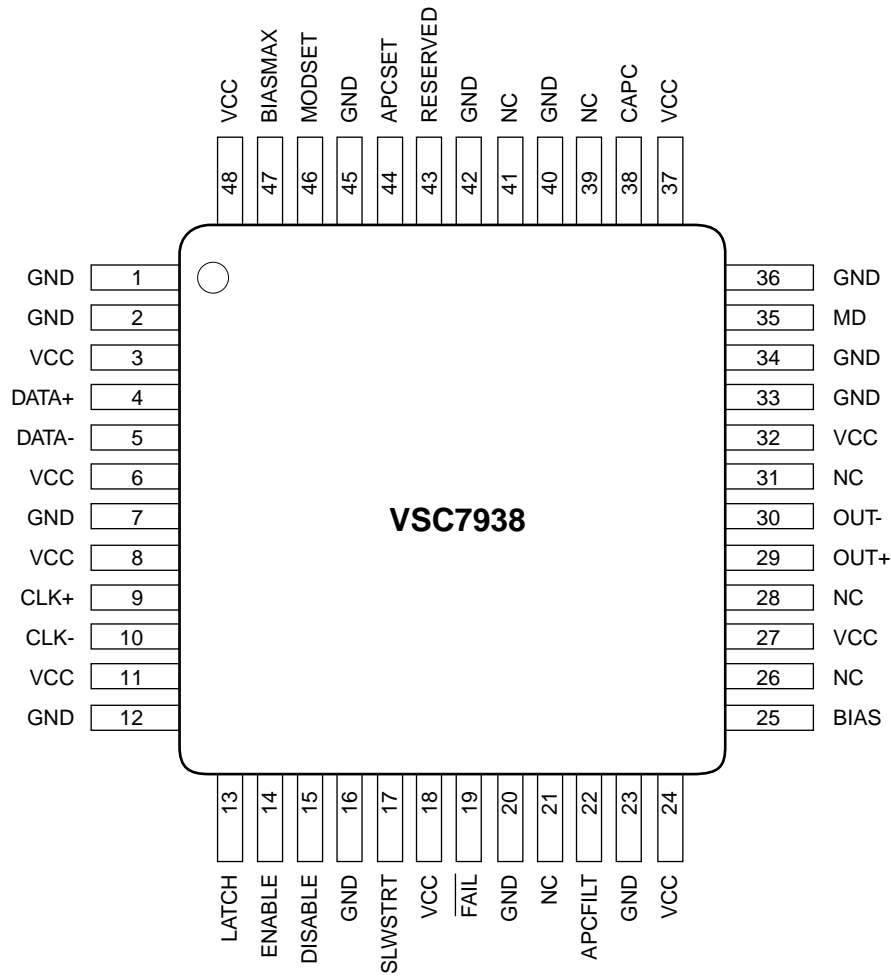 VCC BIASMAX MODSET GND APCSET RESERVED GND NC GND NC CAPC VCC
48 47 46 45 44 43 42 41 40 39 38 37
GND 1 36 GND
GND 2 35 MD
VCC 3 34 GND
DATA+ 4 33 GND
DATA- 5 32 VCC
VCC 6 31 NC
GND 7 VSC7938 30 OUT-
VCC 8 29 OUT+
CLK+ 9 28 NC
CLK- 10 27 VCC
VCC 11 26 NC
GND 12 25 BIAS
13 14 15 16 17 18 19 20 21 22 23 24
LATCH ENABLE DISABLE GND SLWSTRT VCC FAIL GND NC APCFILT GND VCC